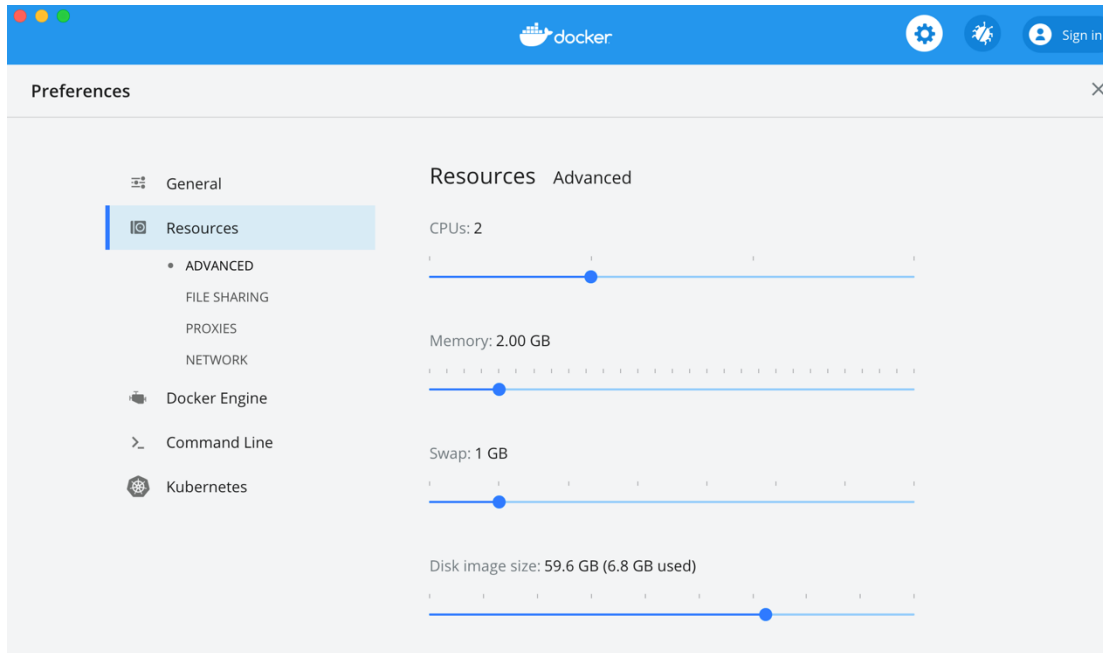 docker
Sign in
Preferences
General
Resources
ADVANCED
FILE SHARING
PROXIES
NETWORK
Docker Engine
Command Line
Kubernetes
Resources Advanced
CPUs: 2
Memory: 2.00 GB
Swap: 1 GB
Disk image size: 59.6 GB (6.8 GB used)